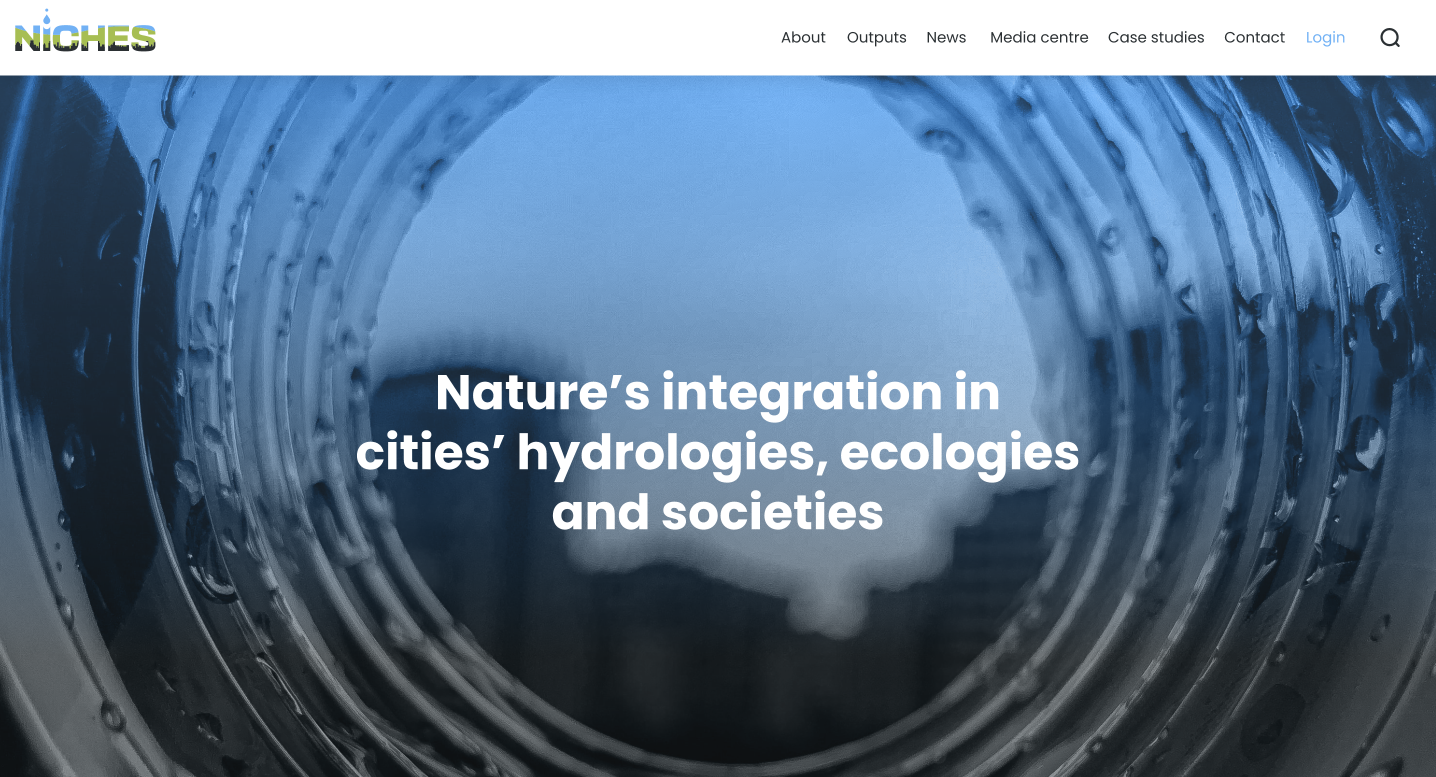 NiCHES
About Outputs News Media centre Case studies Contact Login
Nature’s integration in
cities’ hydrologies, ecologies
and societies